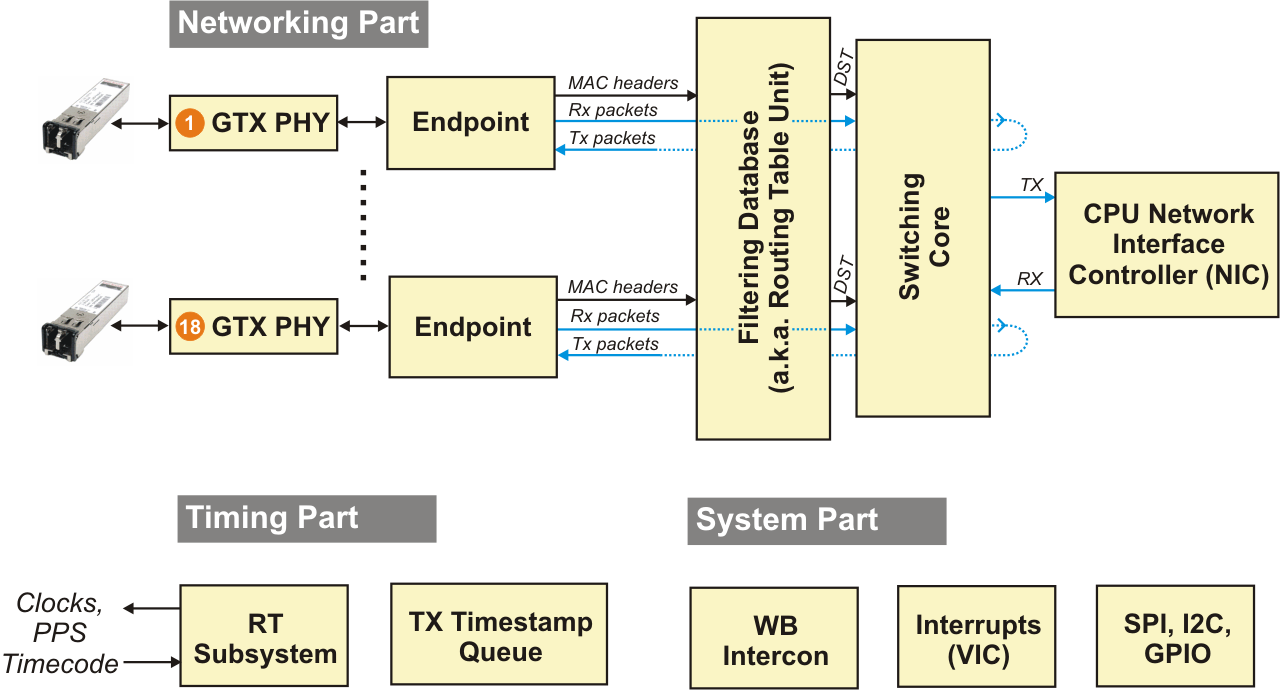 Networking Part
1 GTX PHY
Endpoint
MAC headers
Rx packets
Tx packets
Filtering Database
(a.k.a. Routing Table Unit)
DST
Switching
Core
TX
CPU Network
Interface
Controller (NIC)
RX
18 GTX PHY
Endpoint
MAC headers
Rx packets
Tx packets
DST
Timing Part
Clocks,
PPS
Timecode
RT
Subsystem
TX Timestamp
Queue
System Part
WB
Intercon
Interrupts
(VIC)
SPI, I2C,
GPIO